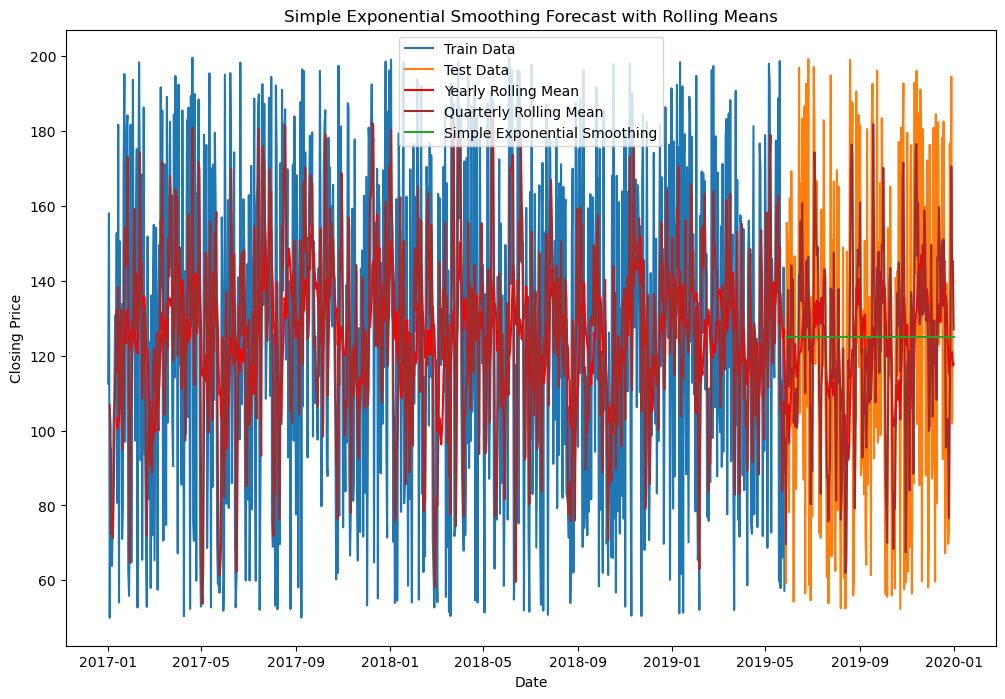 Simple Exponential Smoothing Forecast with Rolling Means
Train Data
Test Data
Yearly Rolling Mean
Quarterly Rolling Mean
Simple Exponential Smoothing
Closing Price
200
180
160
140
120
100
80
60
2017-01 2017-05 2017-09 2018-01 2018-05 2018-09 2019-01 2019-05 2019-09 2020-01
Date